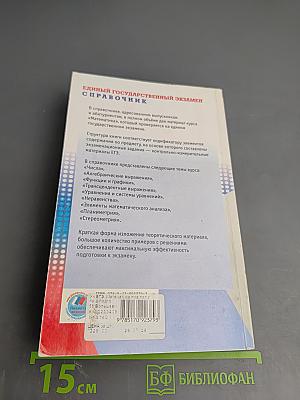 ЕДИНЫЙ ГОСУДАРСТВЕННЫЙ ЭКЗАМЕН
СПРАВОЧНИК
В справочнике, адресованном выпускникам
и абитуриентам, в полном объёме дан материал курса
«Математика», который проверяется на едином
государственном экзамене.
Структура книги соответствует кодификатору элементов
содержания по предмету, на основе которого составлены
экзаменационные задания — контрольно-измерительные
материалы ЕГЭ.
В справочнике представлены следующие темы курса:
«Числа»,
«Алгебраические выражения»,
«Функции и графики»,
«Трансцендентные выражения»,
«Уравнения и системы уравнений»,
«Неравенства»,
«Элементы математического анализа»,
«Планиметрия»,
«Стереометрия».
Краткая форма изложения теоретического материала,
большое количество примеров с решениями
обеспечивают максимальную эффективность
подготовки к экзамену.
15 см
БФ БИБЛИОФАН